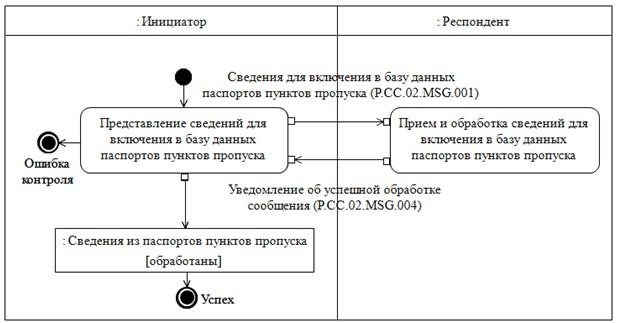 : Инициатор
: Респондент
Сведения для включения в базу данных
паспортов пунктов пропуска (P.CC.02.MSG.001)
Представление сведений для
включения в базу данных
паспортов пунктов пропуска
Прием и обработка сведений для
включения в базу данных
паспортов пунктов пропуска
Ошибка
контроля
Уведомление об успешной обработке
сообщения (P.CC.02.MSG.004)
: Сведения из паспортов пунктов пропуска
[обработаны]
Успех